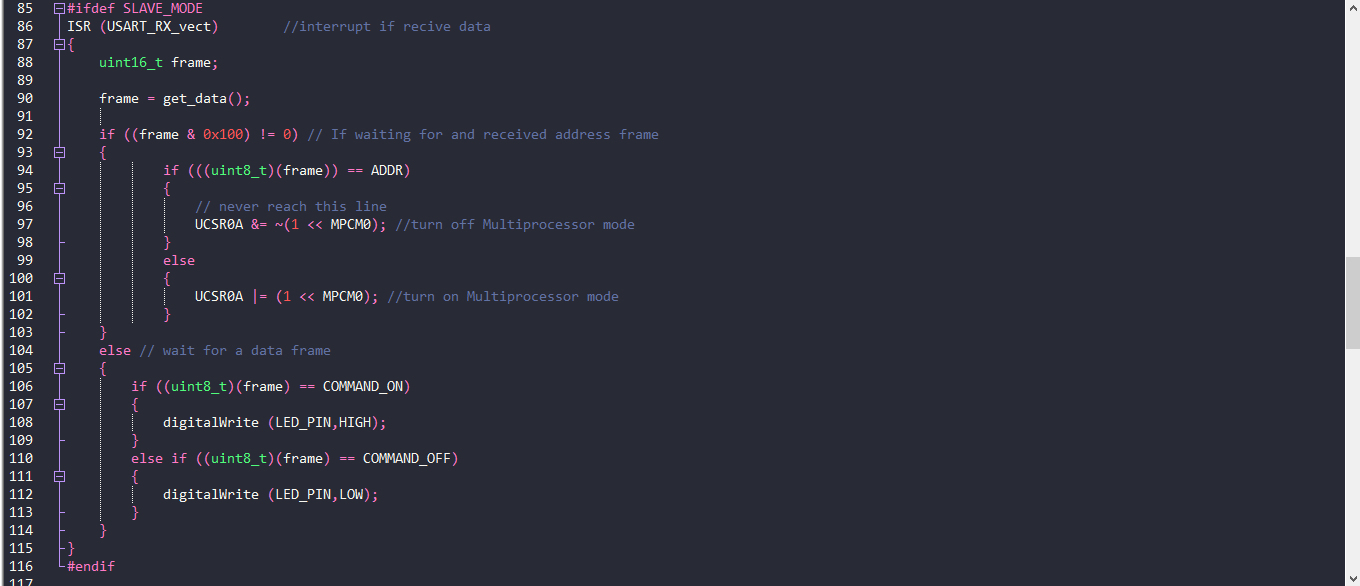 85 #ifdef SLAVE_MODE
86 ISR (USART_RX_vect)        //interrupt if recive data
87 {
88     uint16_t frame;
89
90     frame = get_data();
91
92     if ((frame & 0x100) != 0) // If waiting for and received address frame
93     {
94             if (((uint8_t)(frame)) == ADDR)
95             {
96                 // never reach this line
97                 UCSR0A &= ~(1 << MPCM0); //turn off Multiprocessor mode
98             }
99             else
100             {
101                 UCSR0A |= (1 << MPCM0); //turn on Multiprocessor mode
102             }
103     }
104     else // wait for a data frame
105     {
106         if ((uint8_t)(frame) == COMMAND_ON)
107         {
108             digitalWrite (LED_PIN,HIGH);
109         }
110         else if ((uint8_t)(frame) == COMMAND_OFF)
111         {
112             digitalWrite (LED_PIN,LOW);
113         }
114     }
115 }
116 #endif
117